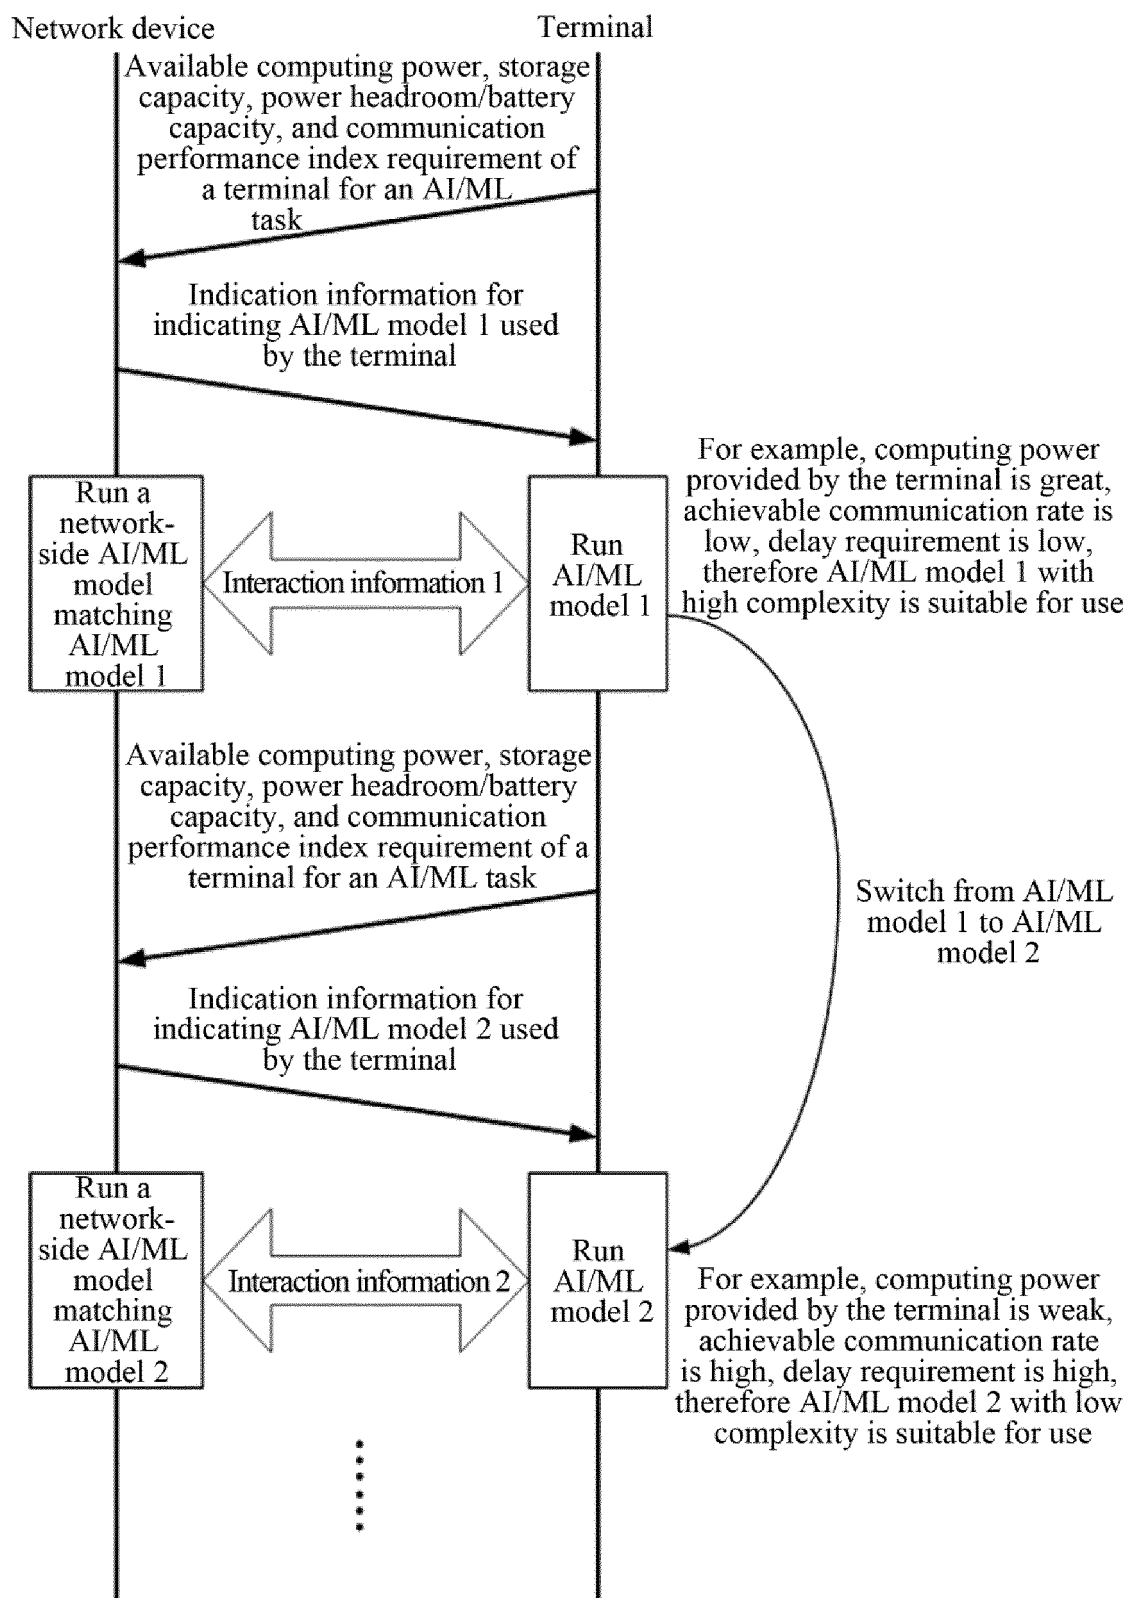 Network device
Terminal
Available computing power, storage
capacity, power headroom/battery
capacity, and communication
performance index requirement of
a terminal for an AI/ML
task
Indication information for
indicating AI/ML model 1 used
by the terminal
Run a
network-
side AI/ML
model
matching
AI/ML
model 1
Interaction information 1
Run
AI/ML
model 1
For example, computing power
provided by the terminal is great,
achievable communication rate is
low, delay requirement is low,
therefore AI/ML model 1 with
high complexity is suitable for use
Available computing power, storage
capacity, power headroom/battery
capacity, and communication
performance index requirement of a
terminal for an AI/ML task
Switch from AI/ML
model 1 to AI/ML
model 2
Indication information for
indicating AI/ML model 2 used
by the terminal
Run a
network-
side AI/ML
model
matching
AI/ML
model 2
Interaction information 2
Run
AI/ML
model 2
For example, computing power
provided by the terminal is weak,
achievable communication rate
is high, delay requirement is high,
therefore AI/ML model 2 with low
complexity is suitable for use